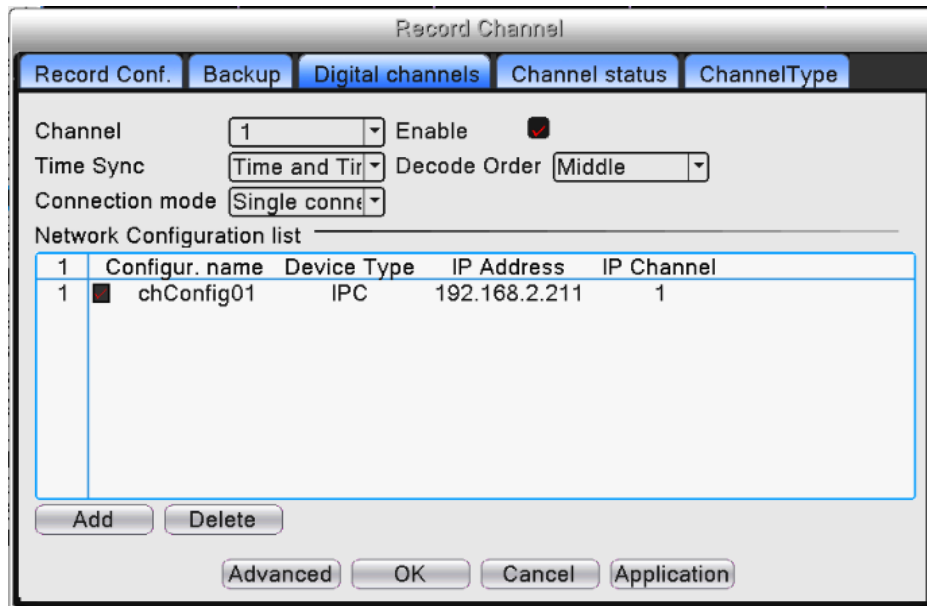 Record Channel
Record Conf. Backup Digital channels Channel status ChannelType
Channel 1 Enable
Time Sync Time and Tir Decode Order Middle
Connection mode Single conne
Network Configuration list
1 Configur. name Device Type IP Address IP Channel
1 chConfig01 IPC 192.168.2.211 1
Add Delete
Advanced OK Cancel Application